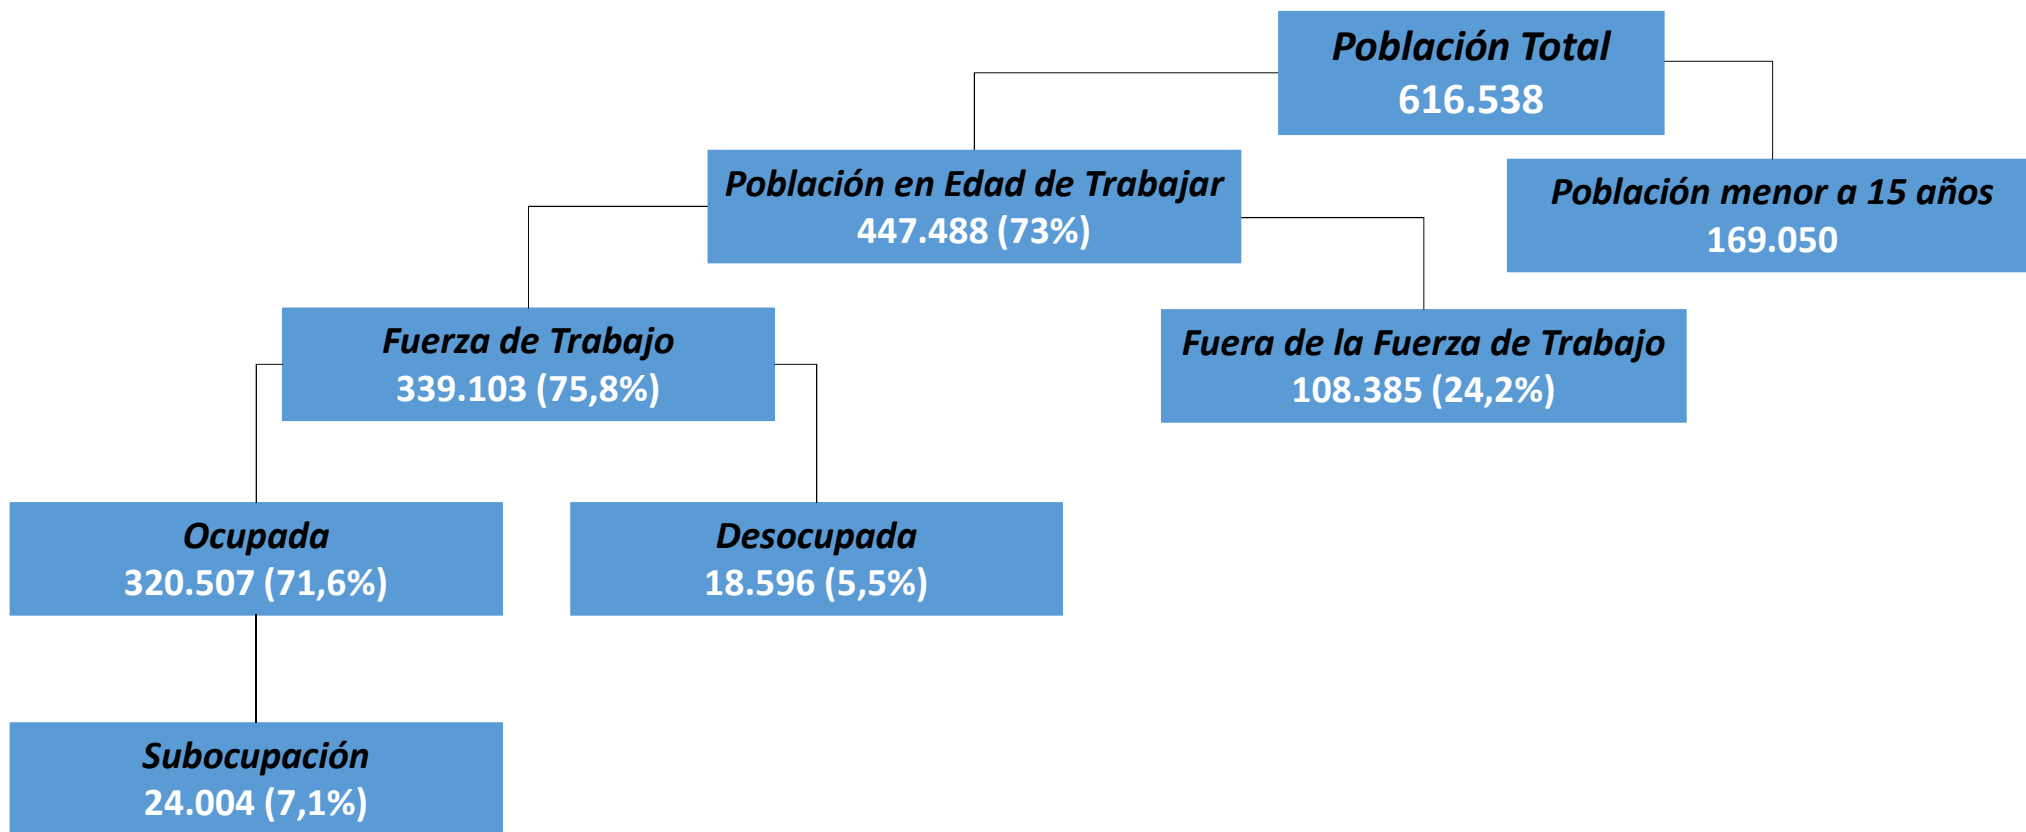 Población Total
616.538
Población en Edad de Trabajar
447.488 (73%)
Población menor a 15 años
169.050
Fuerza de Trabajo
339.103 (75,8%)
Fuera de la Fuerza de Trabajo
108.385 (24,2%)
Ocupada
320.507 (71,6%)
Desocupada
18.596 (5,5%)
Subocupación
24.004 (7,1%)